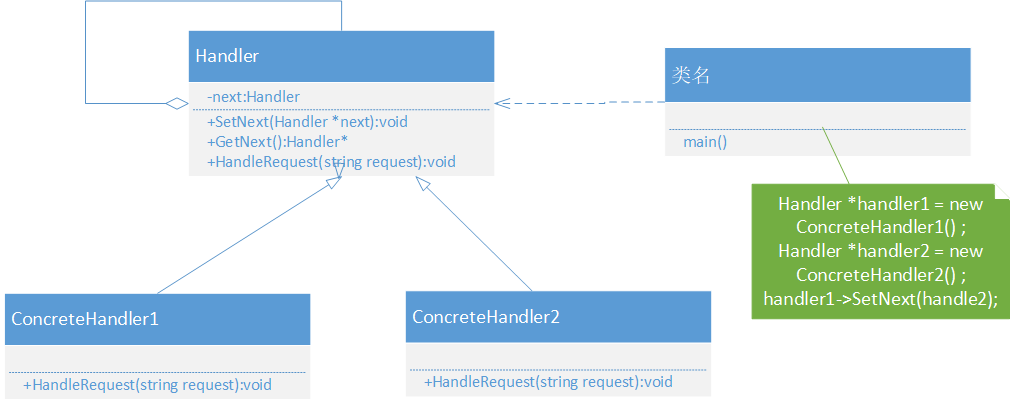 Handler
-next:Handler
+SetNext(Handler *next):void
+GetNext():Handler*
+HandleRequest(string request):void
类名
main()
Handler *handler1 = new
ConcreteHandler1() ;
Handler *handler2 = new
ConcreteHandler2() ;
handler1->SetNext(handle2);
ConcreteHandler1
+HandleRequest(string request):void
ConcreteHandler2
+HandleRequest(string request):void